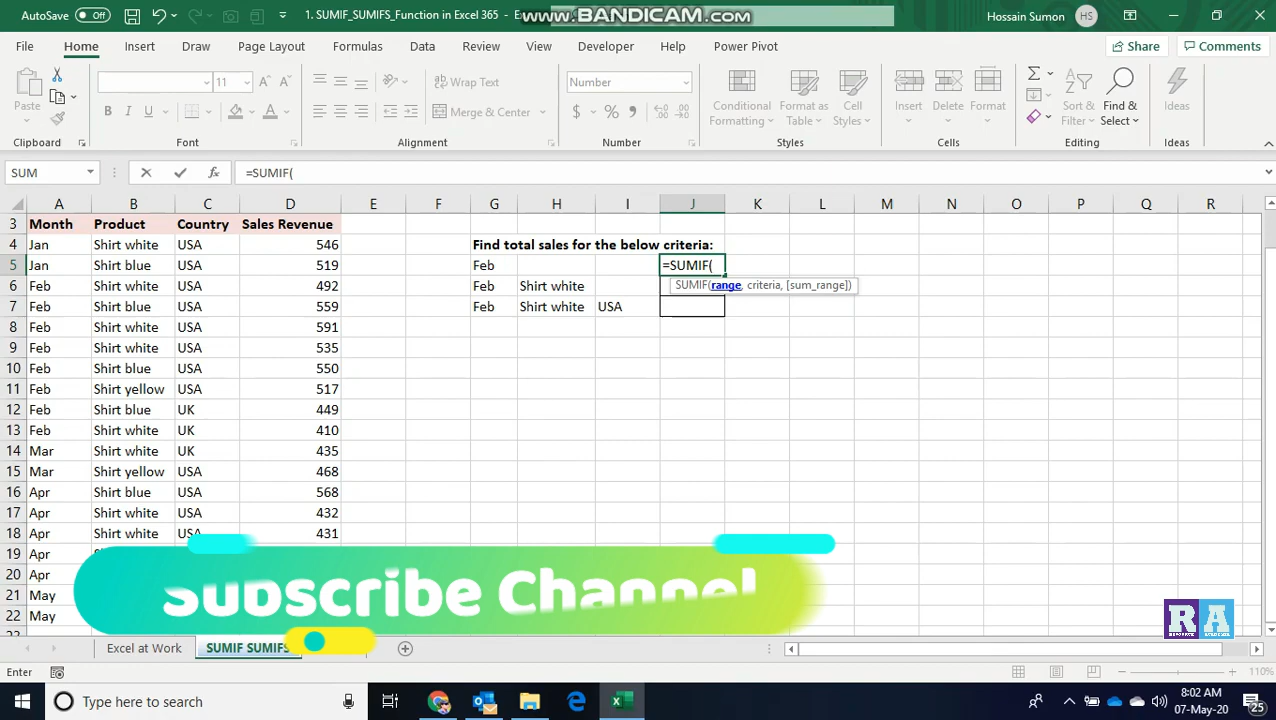 AutoSave Off 1. SUMIF_SUMIFS_Function in Excel 365 - E www.BANDICAM.com Hossain Sumon HS
File Home Insert Draw Page Layout Formulas Data Review View Developer Help Power Pivot Share Comments
Paste 11 Wrap Text Merge & Center Number Conditional Formatting Format as Table Cell Styles Insert Delete Format Sort & Filter Find & Select Ideas
Clipboard Font Alignment Number Styles Cells Editing Ideas
SUM =SUMIF(
A B C D E F G H I J K L M N O P Q R
3 Month Product Country Sales Revenue
4 Jan Shirt white USA 546 Find total sales for the below criteria:
5 Jan Shirt blue USA 519 Feb =SUMIF(
6 Feb Shirt white USA 492 Feb Shirt white SUMIF(range, criteria, [sum_range])
7 Feb Shirt blue USA 559 Feb Shirt white USA
8 Feb Shirt white USA 591
9 Feb Shirt white USA 535
10 Feb Shirt blue USA 550
11 Feb Shirt yellow USA 517
12 Feb Shirt blue UK 449
13 Feb Shirt white UK 410
14 Mar Shirt white UK 435
15 Mar Shirt yellow USA 468
16 Apr Shirt blue USA 568
17 Apr Shirt white USA 432
18 Apr Shirt white USA 431
19 Apr
20 Apr
21 May
22 May
Subscribe Channel
RA
Excel at Work SUMIF SUMIFS
Enter 110%
Type here to search 8:02 AM
07-May-20 25